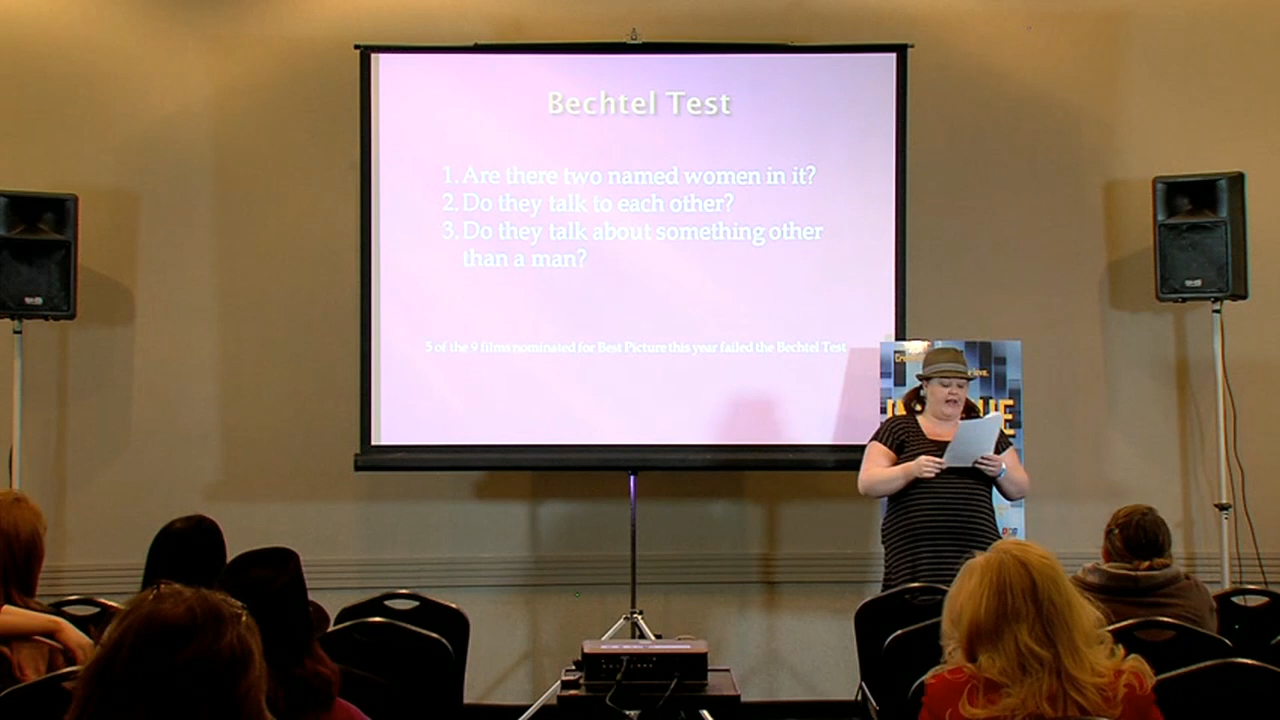 Bechtel Test
1. Are there two named women in it?
2. Do they talk to each other?
3. Do they talk about something other
than a man?
5 of the 9 films nominated for Best Picture this year failed the Bechtel Test